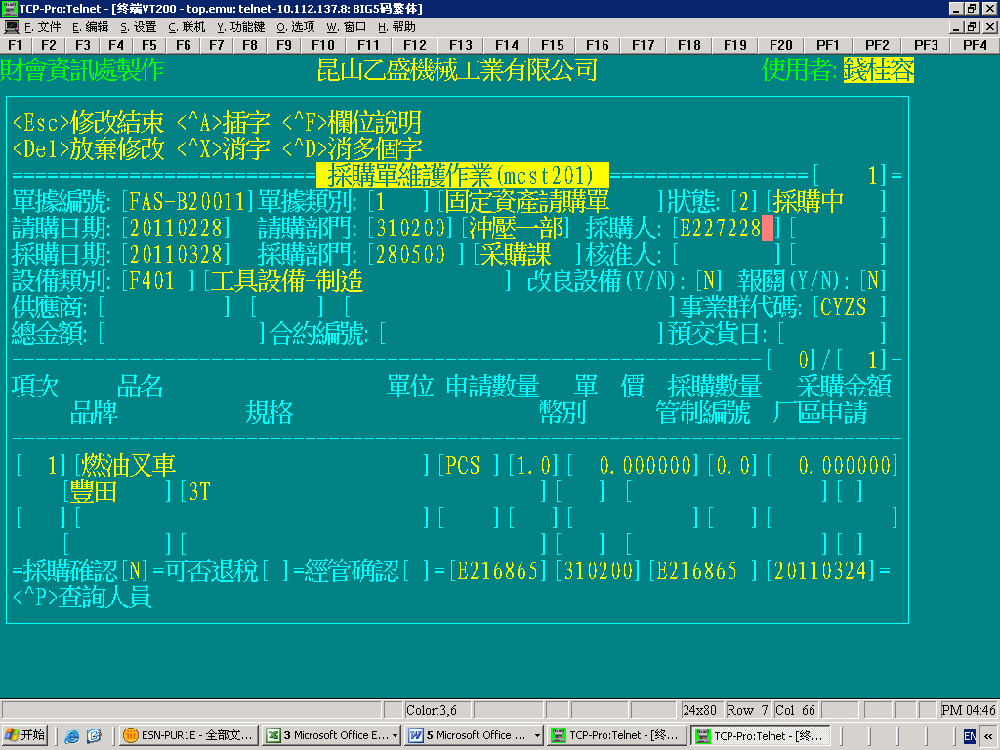 TCP-Pro:Telnet - [终端VT200 - top.emu: telnet-10.112.137.8: BIG5码繁体]
F. 文件 E. 编辑 S. 设置 C. 联机 Y. 功能键 O. 选项 W. 窗口 H. 帮助
F1 F2 F3 F4 F5 F6 F7 F8 F9 F10 F11 F12 F13 F14 F15 F16 F17 F18 F19 F20 PF1 PF2 PF3 PF4
財會資訊處製作 昆山乙盛機械工業有限公司 使用者: 錢桂容
<Esc>修改結束 <^A>插字 <^F>欄位說明
<Del>放棄修改 <^X>消字 <^D>消多個字
========================== 採購單維護作業(mcst201) =================[ 1]=
單據編號: [FAS-B20011]單據類別: [1 ][固定資產請購單 ]狀態: [2][採購中 ]
請購日期: [20110228] 請購部門: [310200][沖壓一部] 採購人: [E227228 ][ ]
採購日期: [20110328] 採購部門: [280500 ][采購課 ]核准人: [ ][ ]
設備類別: [F401 ][工具設備-制造 ] 改良設備(Y/N): [N] 報關(Y/N): [N]
供應商: [ ] [ ] [ ]事業群代碼: [CYZS ]
總金額: [ ]合約編號: [ ]預交貨日: [ ]
----------------------------------------------------------------[ 0]/[ 1]-
項次 品名 單位 申請數量 單 價 採購數量 采購金額
品牌 規格 幣別 管制編號 厂區申請
----------------------------------------------------------------------------
[ 1][燃油叉車 ][PCS ][1.0][ 0.000000][0.0][ 0.000000]
[豐田 ][3T ][ ] [ ][ ]
[ ][ ][ ][ ][ ][ ][ ]
[ ][ ][ ] [ ][ ]
=採購確認[N]=可否退稅[ ]=經管确認[ ]=[E216865][310200][E216865 ][20110324]=
<^P>查詢人員
Color:3,6 24x80 Row 7 Col 66 PM 04:46
开始 ESN-PUR1E - 全部文... 3 Microsoft Office E... 5 Microsoft Office ... TCP-Pro:Telnet - [终... TCP-Pro:Telnet - [终... EN «